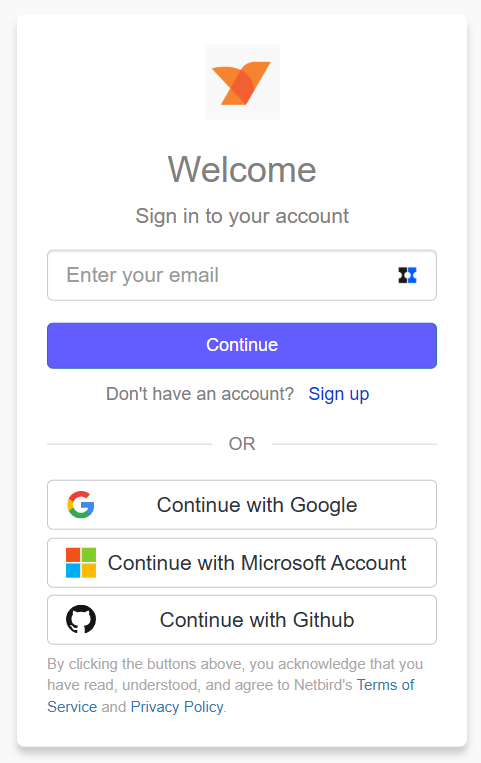 Welcome
Sign in to your account
Enter your email
Continue
Don't have an account? Sign up
OR
Continue with Google
Continue with Microsoft Account
Continue with Github
By clicking the buttons above, you acknowledge that you
have read, understood, and agree to Netbird's Terms of
Service and Privacy Policy.